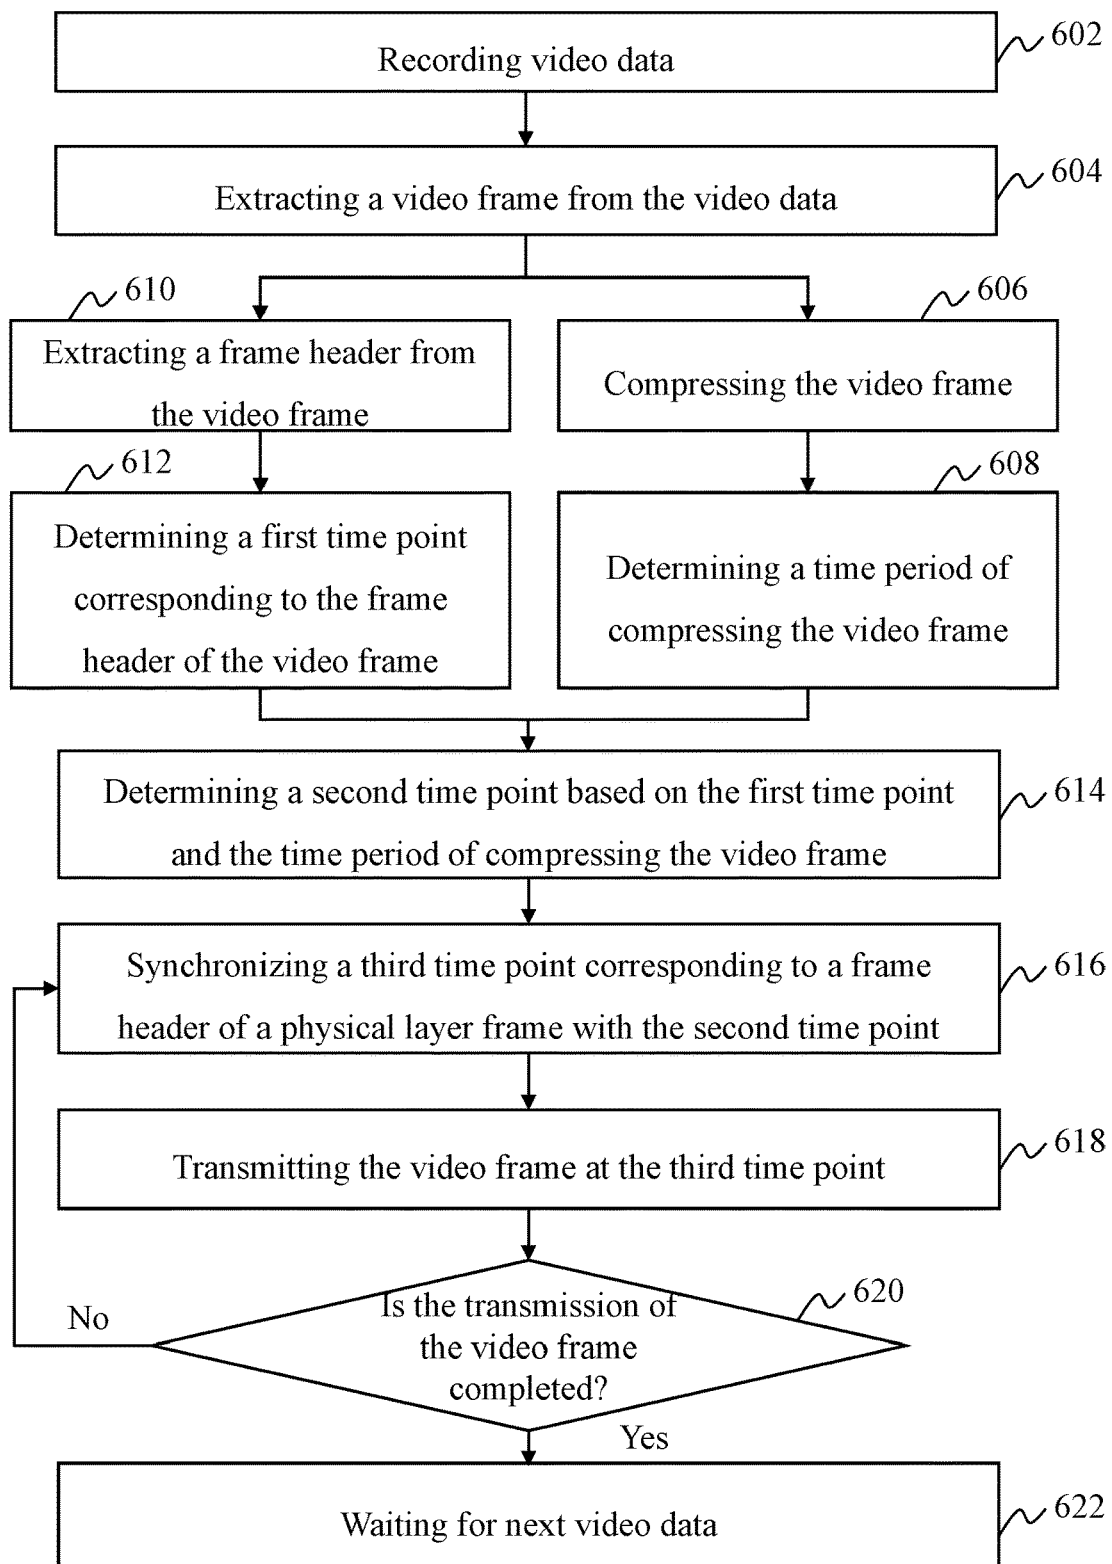 Recording video data
602
Extracting a video frame from the video data
604
610
Extracting a frame header from
the video frame
606
Compressing the video frame
612
Determining a first time point
corresponding to the frame
header of the video frame
608
Determining a time period of
compressing the video frame
Determining a second time point based on the first time point
and the time period of compressing the video frame
614
Synchronizing a third time point corresponding to a frame
header of a physical layer frame with the second time point
616
Transmitting the video frame at the third time point
618
Is the transmission of
the video frame
completed?
620
No
Yes
Waiting for next video data
622